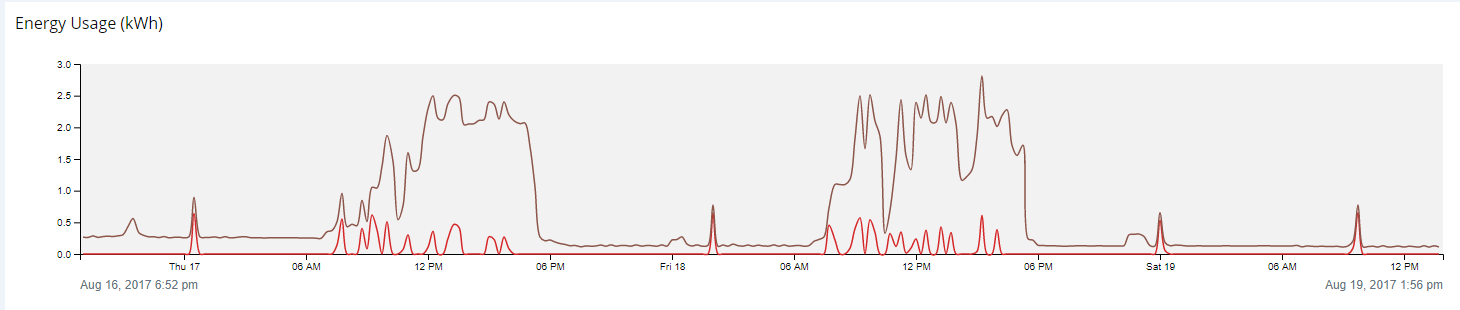 Energy Usage (kWh)
3.0
2.5
2.0
1.5
1.0
0.5
0.0
Thu 17 06 AM 12 PM 06 PM Fri 18 06 AM 12 PM 06 PM Sat 19 06 AM 12 PM
Aug 16, 2017 6:52 pm Aug 19, 2017 1:56 pm